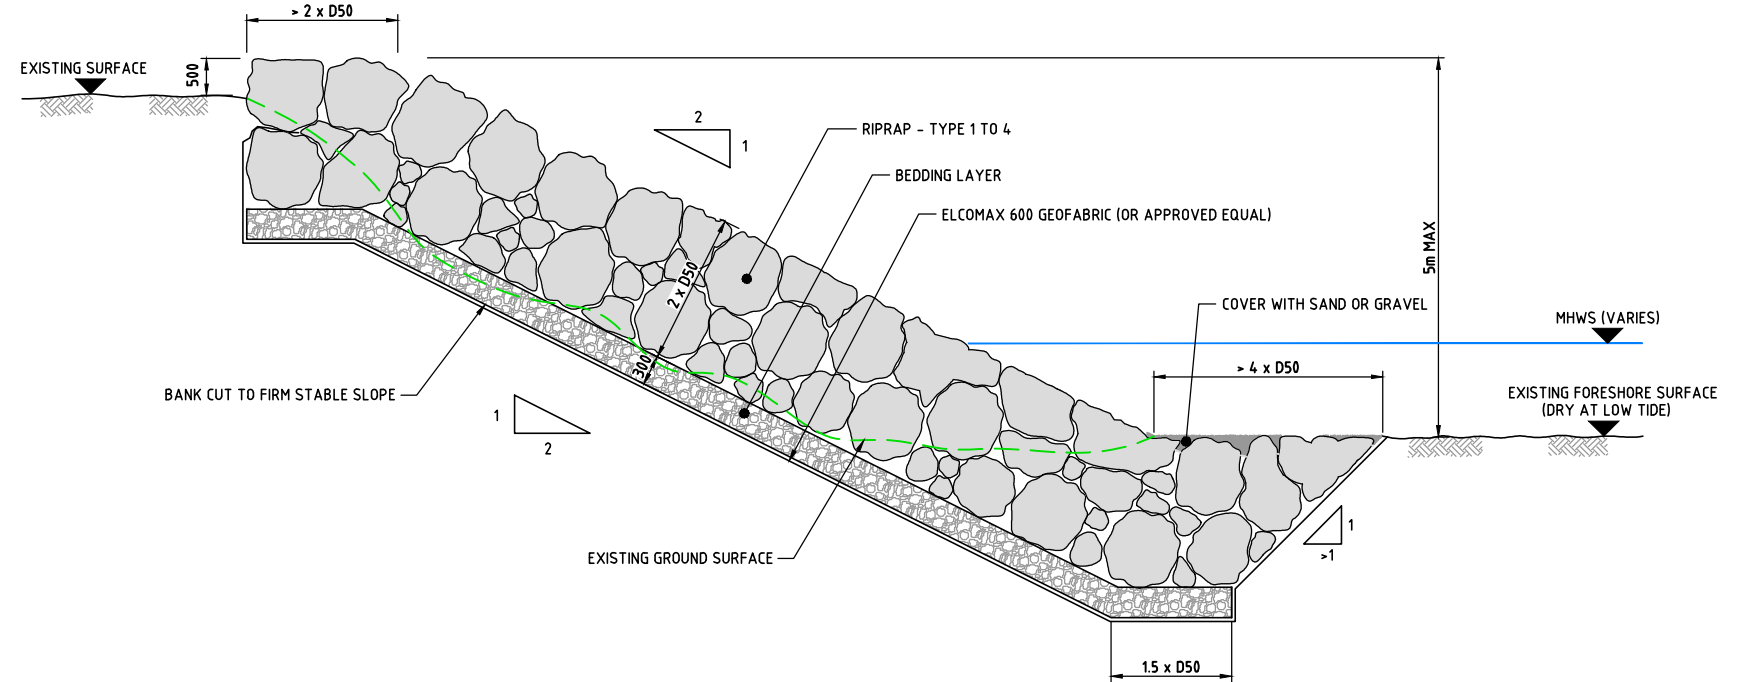 > 2 x D50
EXISTING SURFACE
500
2
1
RIPRAP - TYPE 1 TO 4
BEDDING LAYER
ELCOMAX 600 GEOFABRIC (OR APPROVED EQUAL)
5m MAX
2 x D50
COVER WITH SAND OR GRAVEL
MHWS (VARIES)
300
> 4 x D50
BANK CUT TO FIRM STABLE SLOPE
EXISTING FORESHORE SURFACE
(DRY AT LOW TIDE)
1
2
1
>1
EXISTING GROUND SURFACE
1.5 x D50